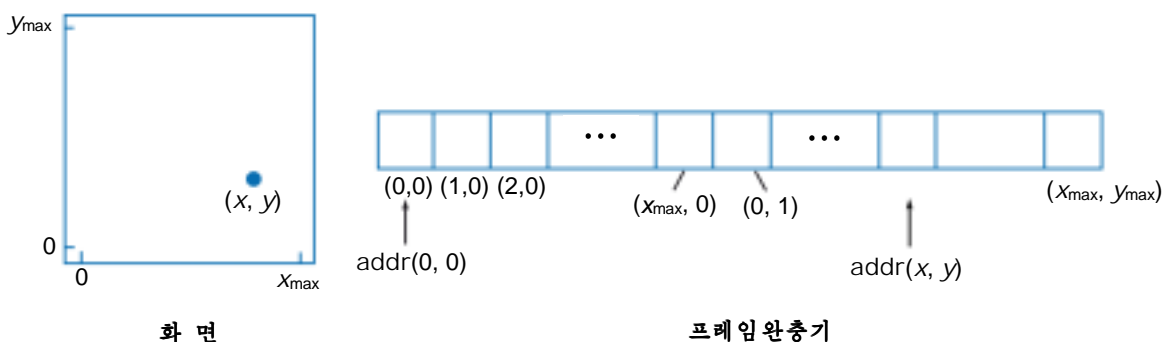 ymax
(x, y)
0
0
xmax
화 면
... ...
(0,0) (1,0) (2,0)
(xmax, 0)
(0, 1)
(xmax, ymax)
addr(0, 0)
addr(x, y)
프레임완충기